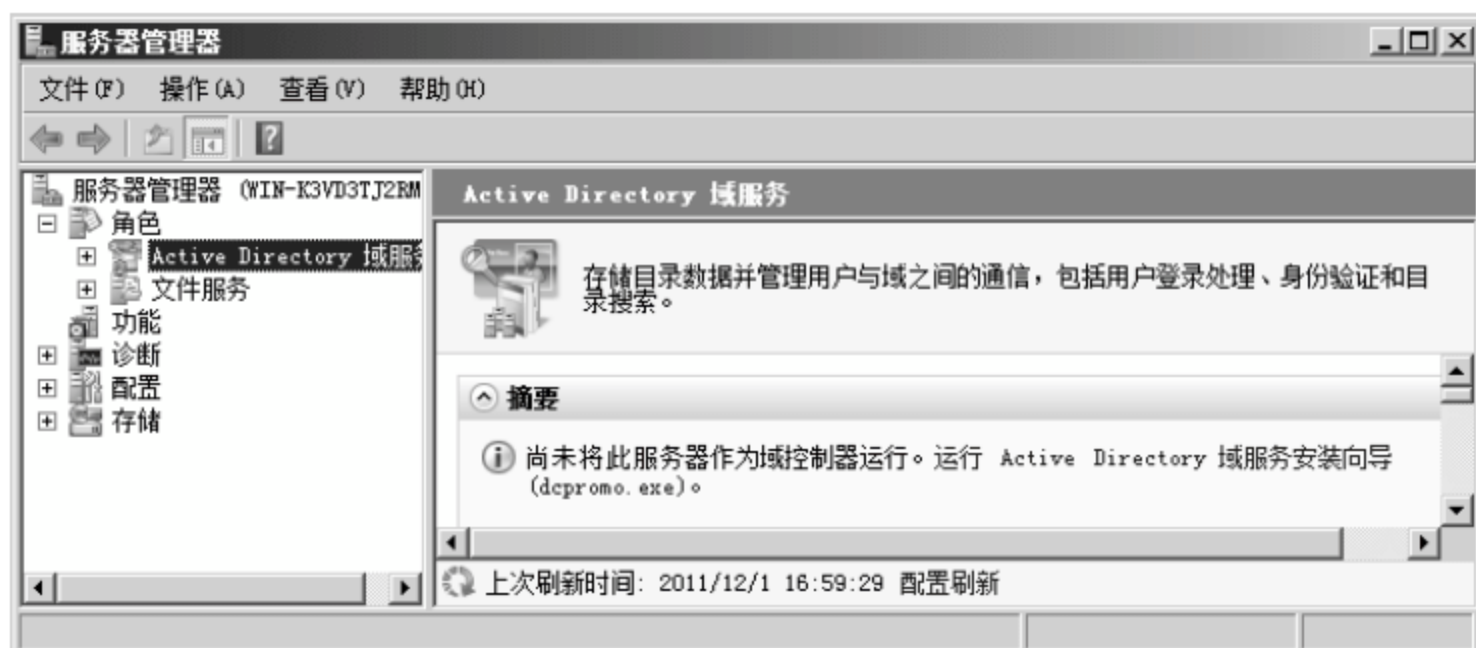 服务器管理器
文件(F) 操作(A) 查看(V) 帮助(H)
服务器管理器 (WIN-K3VD3TJ2RM
角色
Active Directory 域服务
文件服务
功能
诊断
配置
存储
Active Directory 域服务
存储目录数据并管理用户与域之间的通信，包括用户登录处理、身份验证和目
录搜索。
摘要
尚未将此服务器作为域控制器运行。运行 Active Directory 域服务安装向导
(dcpromo.exe)。
上次刷新时间: 2011/12/1 16:59:29 配置刷新